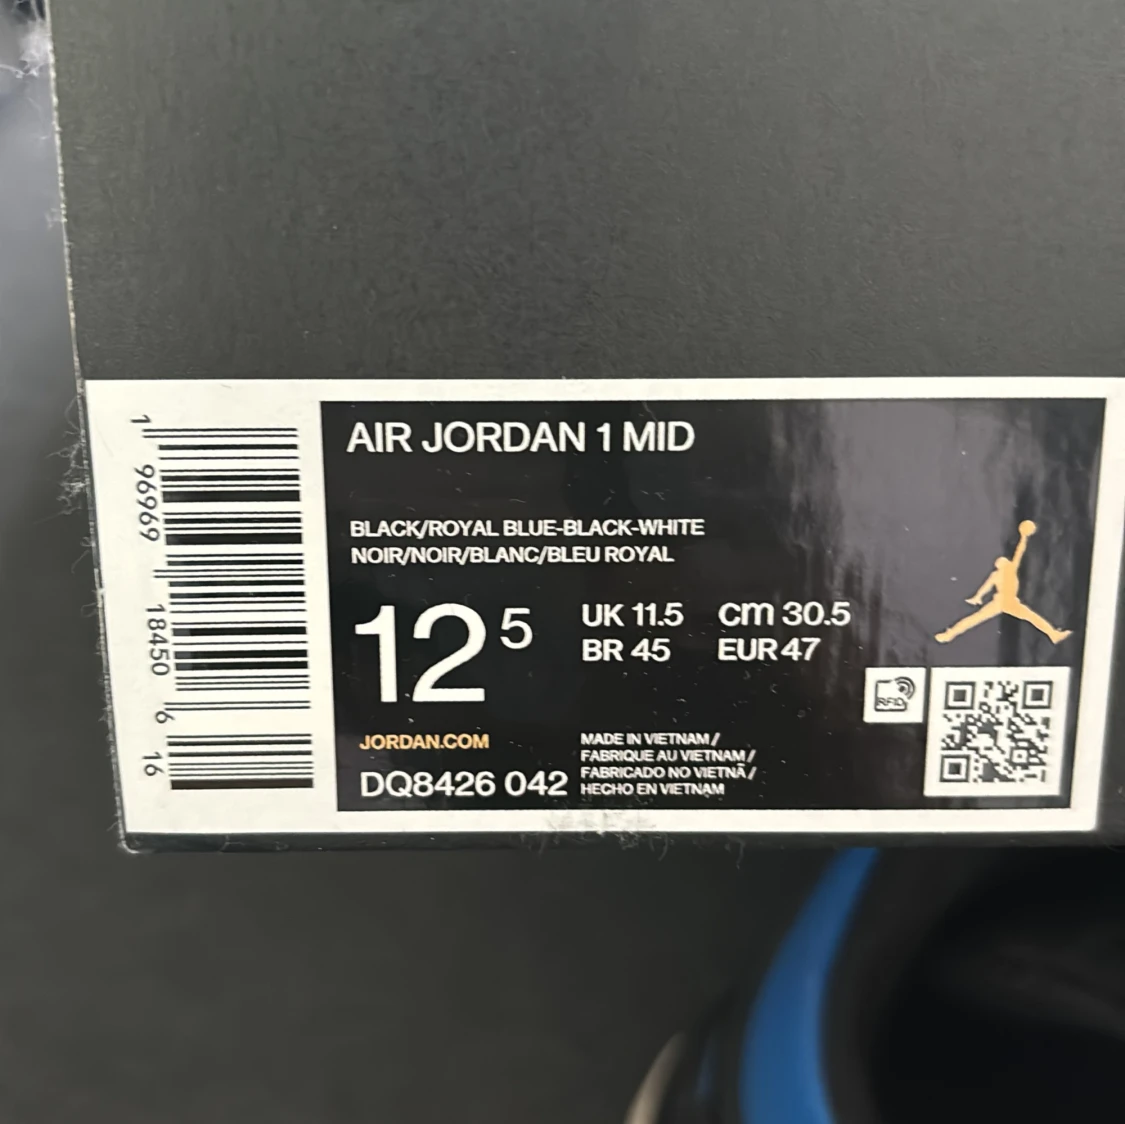 AIR JORDAN 1 MID
BLACK/ROYAL BLUE-BLACK-WHITE
NOIR/NOIR/BLANC/BLEU ROYAL
12 5
UK 11.5 cm 30.5
BR 45 EUR 47
RFID
JORDAN.COM
DQ8426 042
MADE IN VIETNAM /
FABRIQUE AU VIETNAM /
FABRICADO NO VIETNÃ /
HECHO EN VIETNAM
1 96969 18450 6 16